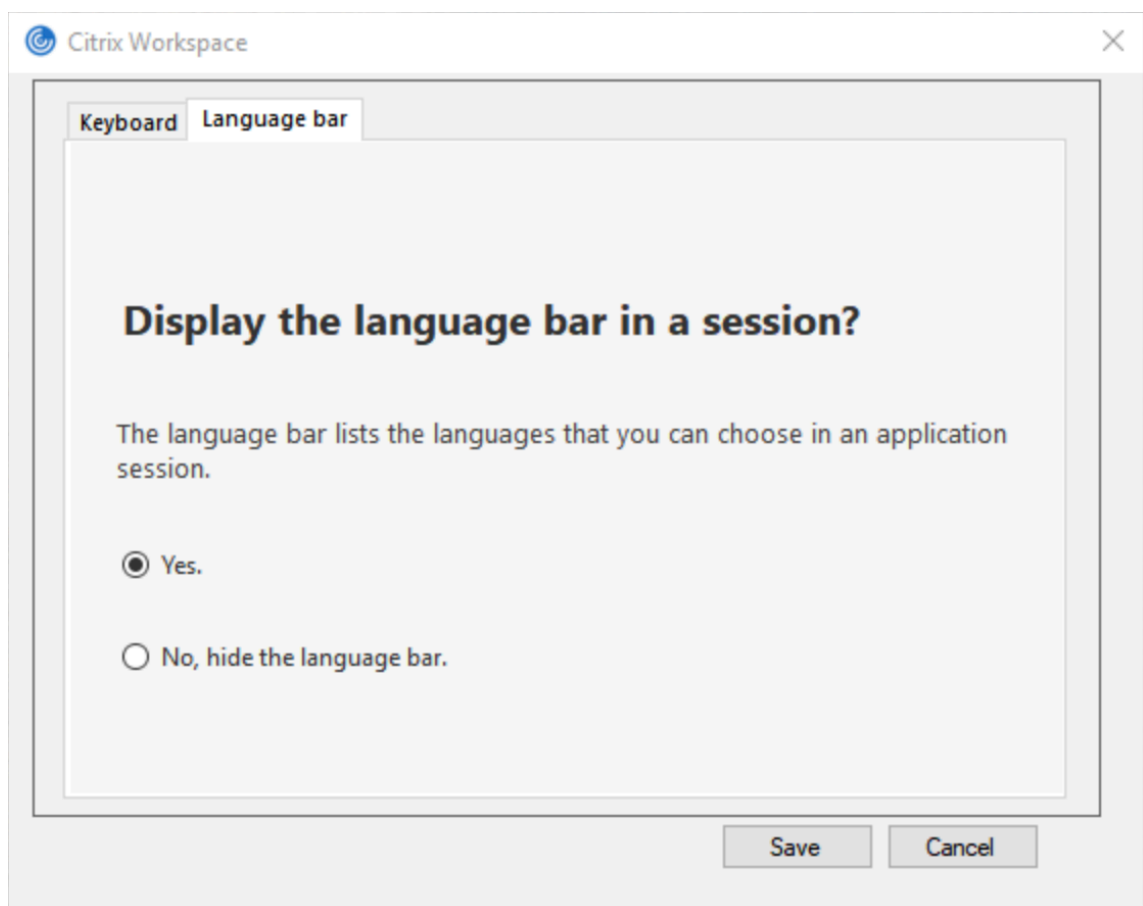 Citrix Workspace
Keyboard
Language bar
Display the language bar in a session?
The language bar lists the languages that you can choose in an application
session.
Yes.
No, hide the language bar.
Save
Cancel